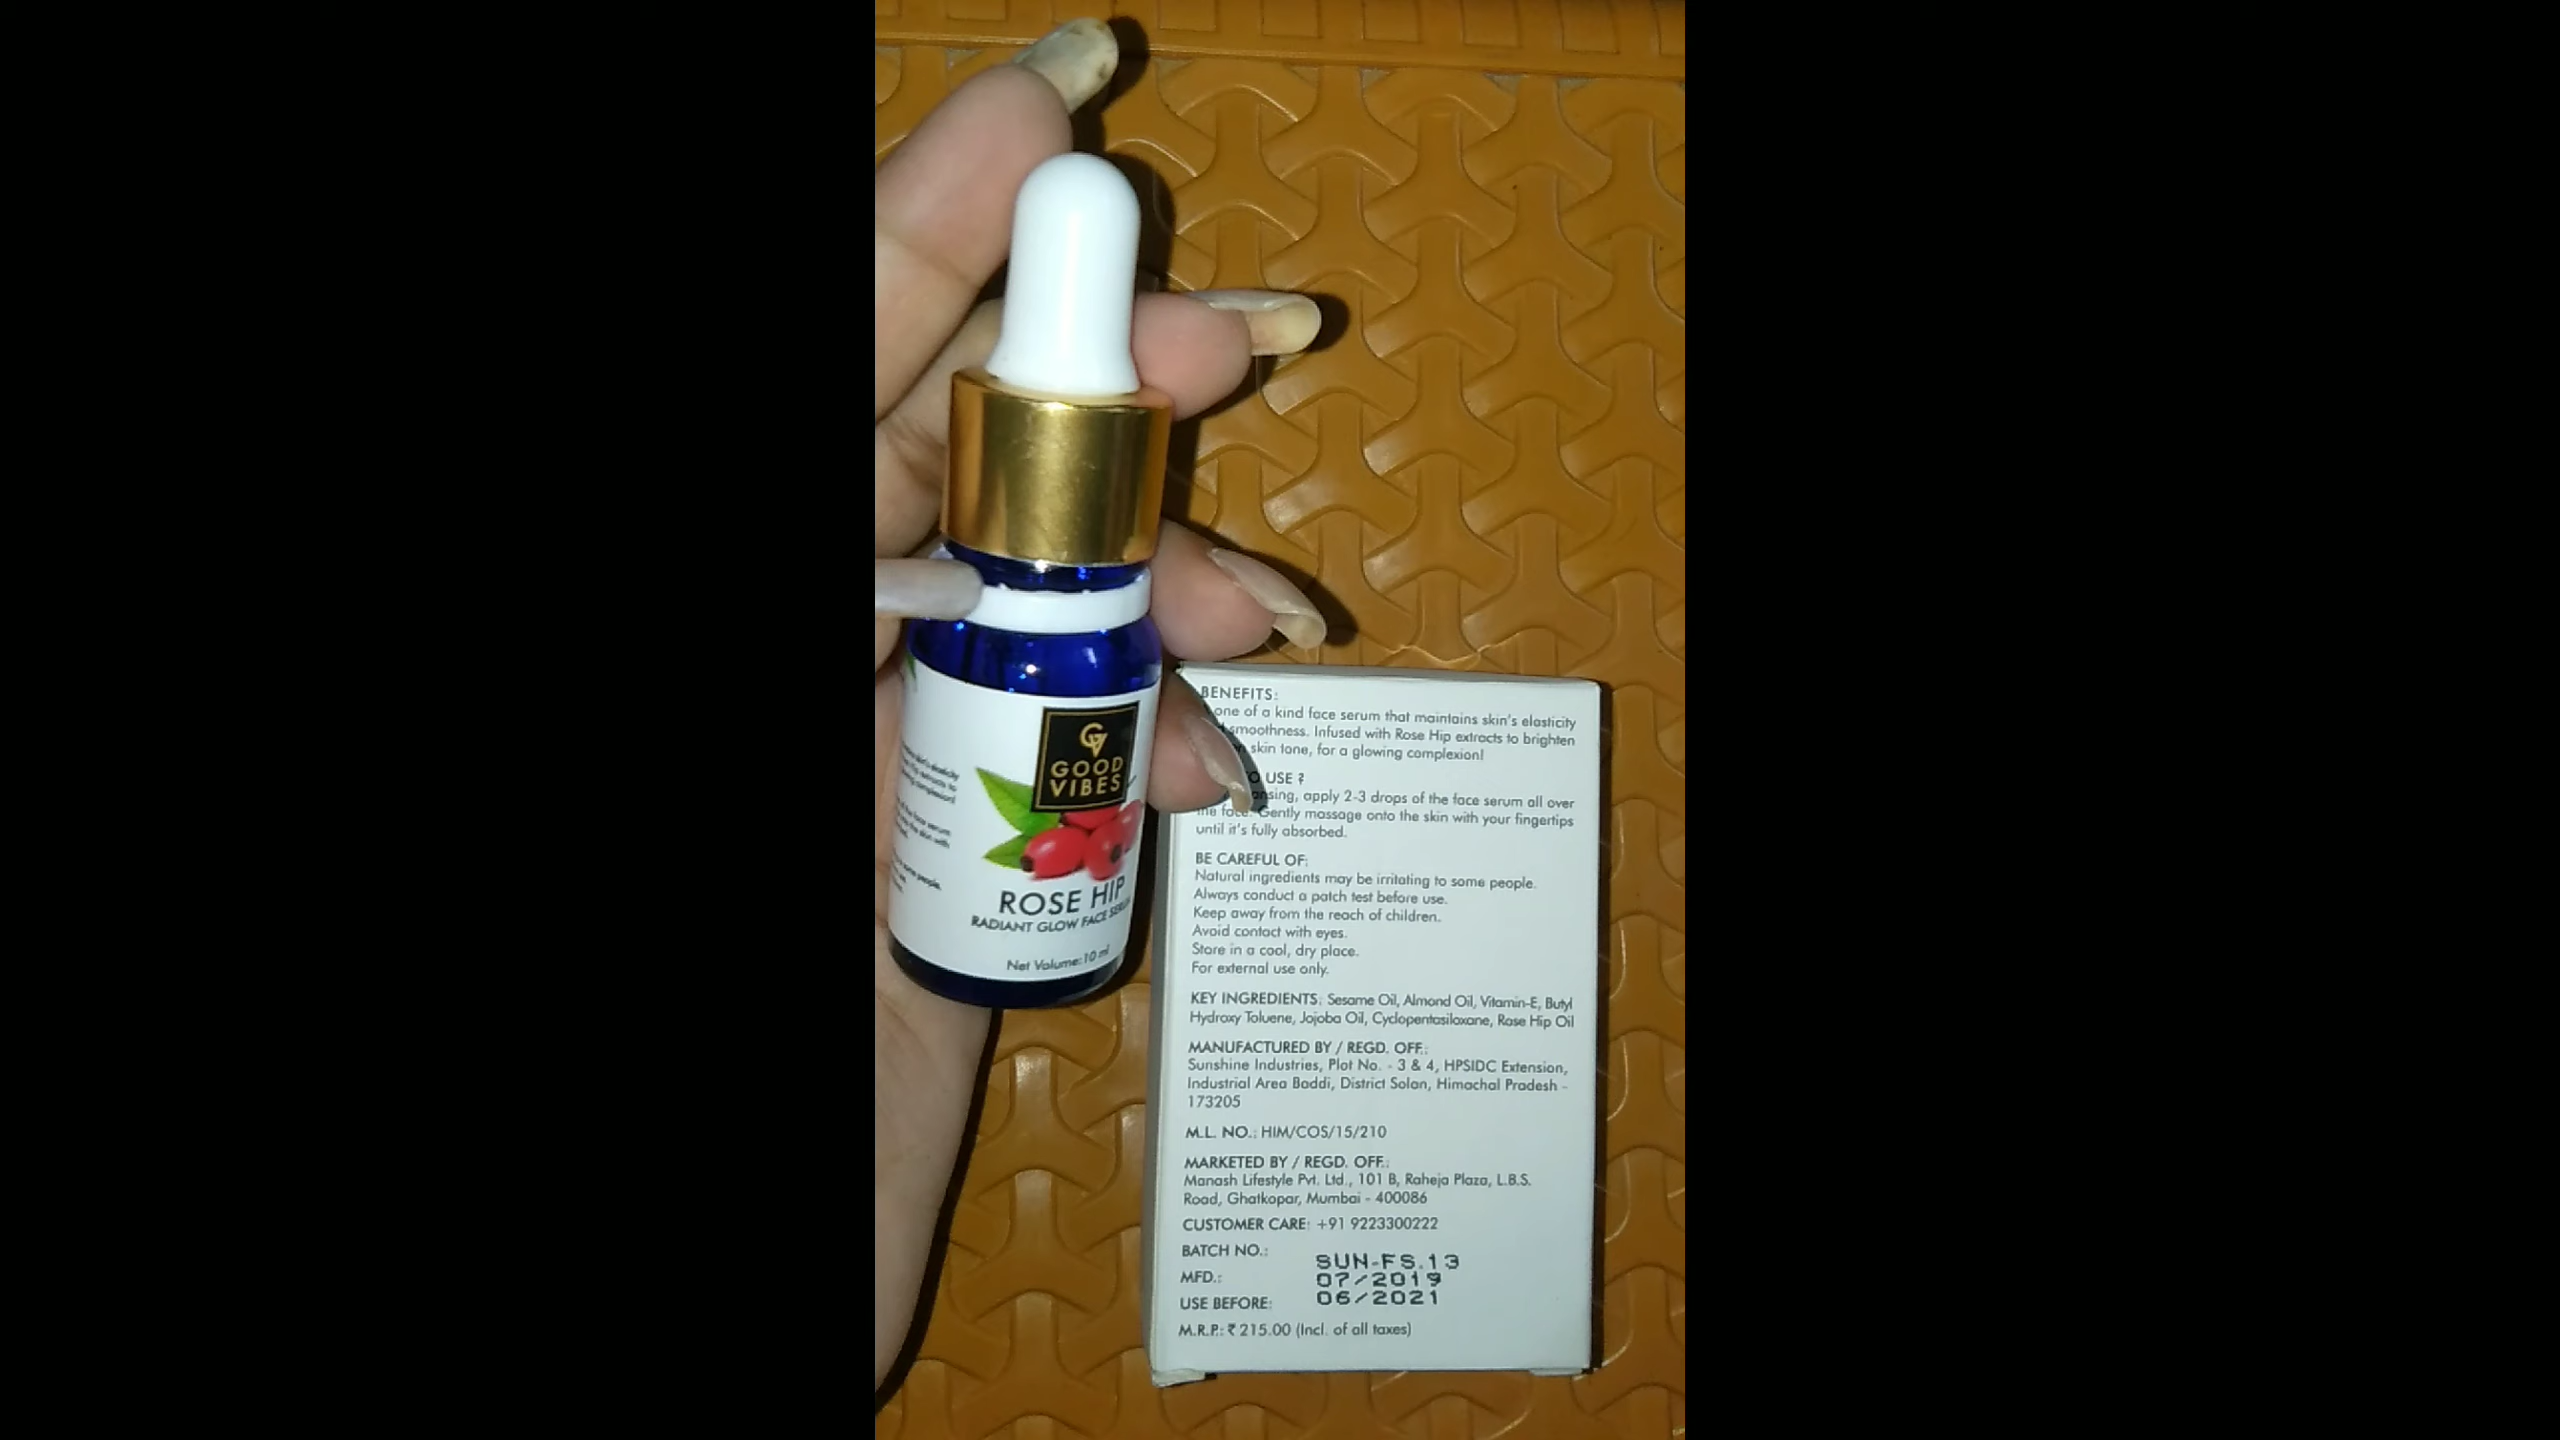 GV
GOOD
VIBES
ROSE HIP
RADIANT GLOW FACE SERUM
Net Volume:10 ml
BENEFITS:
one of a kind face serum that maintains skin's elasticity
smoothness. Infused with Rose Hip extracts to brighten
skin tone, for a glowing complexion!
TO USE ?
cleansing, apply 2-3 drops of the face serum all over
the face. Gently massage onto the skin with your fingertips
until it's fully absorbed.
BE CAREFUL OF:
Natural ingredients may be irritating to some people.
Always conduct a patch test before use.
Keep away from the reach of children.
Avoid contact with eyes.
Store in a cool, dry place.
For external use only.
KEY INGREDIENTS: Sesame Oil, Almond Oil, Vitamin-E, Butyl
Hydroxy Toluene, Jojoba Oil, Cyclopentasiloxane, Rose Hip Oil
MANUFACTURED BY / REGD. OFF.:
Sunshine Industries, Plot No. - 3 & 4, HPSIDC Extension,
Industrial Area Baddi, District Solan, Himachal Pradesh -
173205
M.L. NO.: HIM/COS/15/210
MARKETED BY / REGD. OFF.:
Manash Lifestyle Pvt. Ltd., 101 B, Raheja Plaza, L.B.S.
Road, Ghatkopar, Mumbai - 400086
CUSTOMER CARE: +91 9223300222
BATCH NO.: SUN-FS.13
MFD.: 07/2019
USE BEFORE: 06/2021
M.R.P.: ₹ 215.00 (Incl. of all taxes)